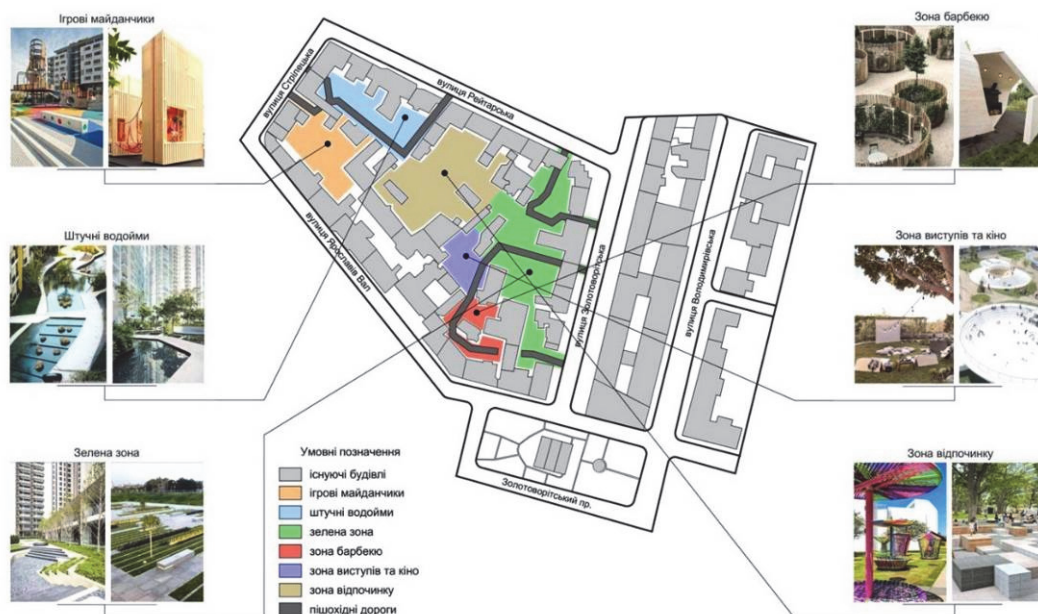 Ігрові майданчики
Зона барбекю
вулиця Стрілецька
вулиця Рейтарська
вулиця Ярославів Вал
вулиця Золотоворітська
вулиця Володимирівська
Штучні водойми
Зона виступів та кіно
Зелена зона
Зона відпочинку
Золотоворітський пр.
Умовні позначення
існуючі будівлі
ігрові майданчики
штучні водойми
зелена зона
зона барбекю
зона виступів та кіно
зона відпочинку
пішохідні дороги